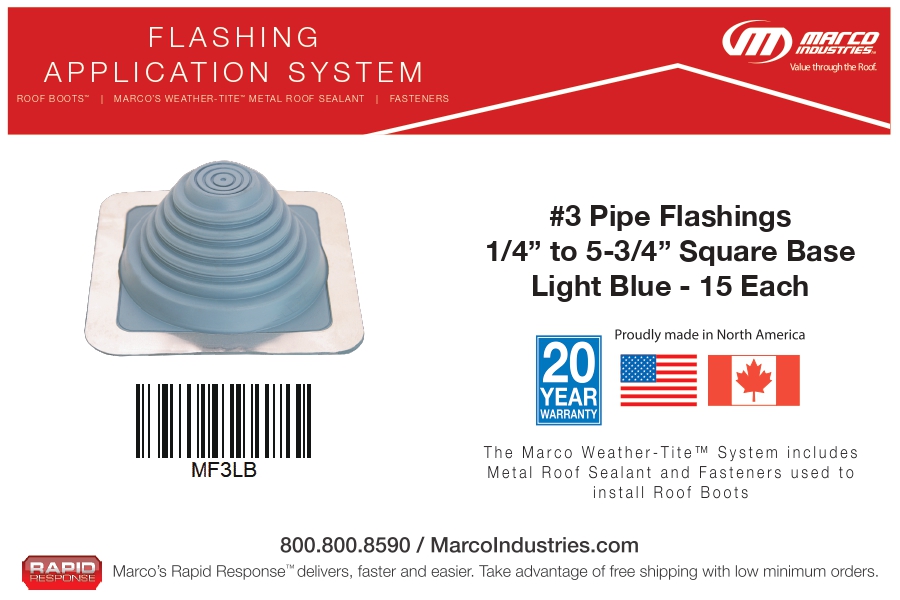 FLASHING
APPLICATION SYSTEM
ROOF BOOTS™ | MARCO'S WEATHER-TITE™ METAL ROOF SEALANT | FASTENERS
MARCO
INDUSTRIES™
Value through the Roof.
#3 Pipe Flashings
1/4” to 5-3/4” Square Base
Light Blue - 15 Each
Proudly made in North America
20
YEAR
WARRANTY
MF3LB
The Marco Weather-Tite™ System includes
Metal Roof Sealant and Fasteners used to
install Roof Boots
800.800.8590 / MarcoIndustries.com
RAPID
RESPONSE
Marco’s Rapid Response™ delivers, faster and easier. Take advantage of free shipping with low minimum orders.